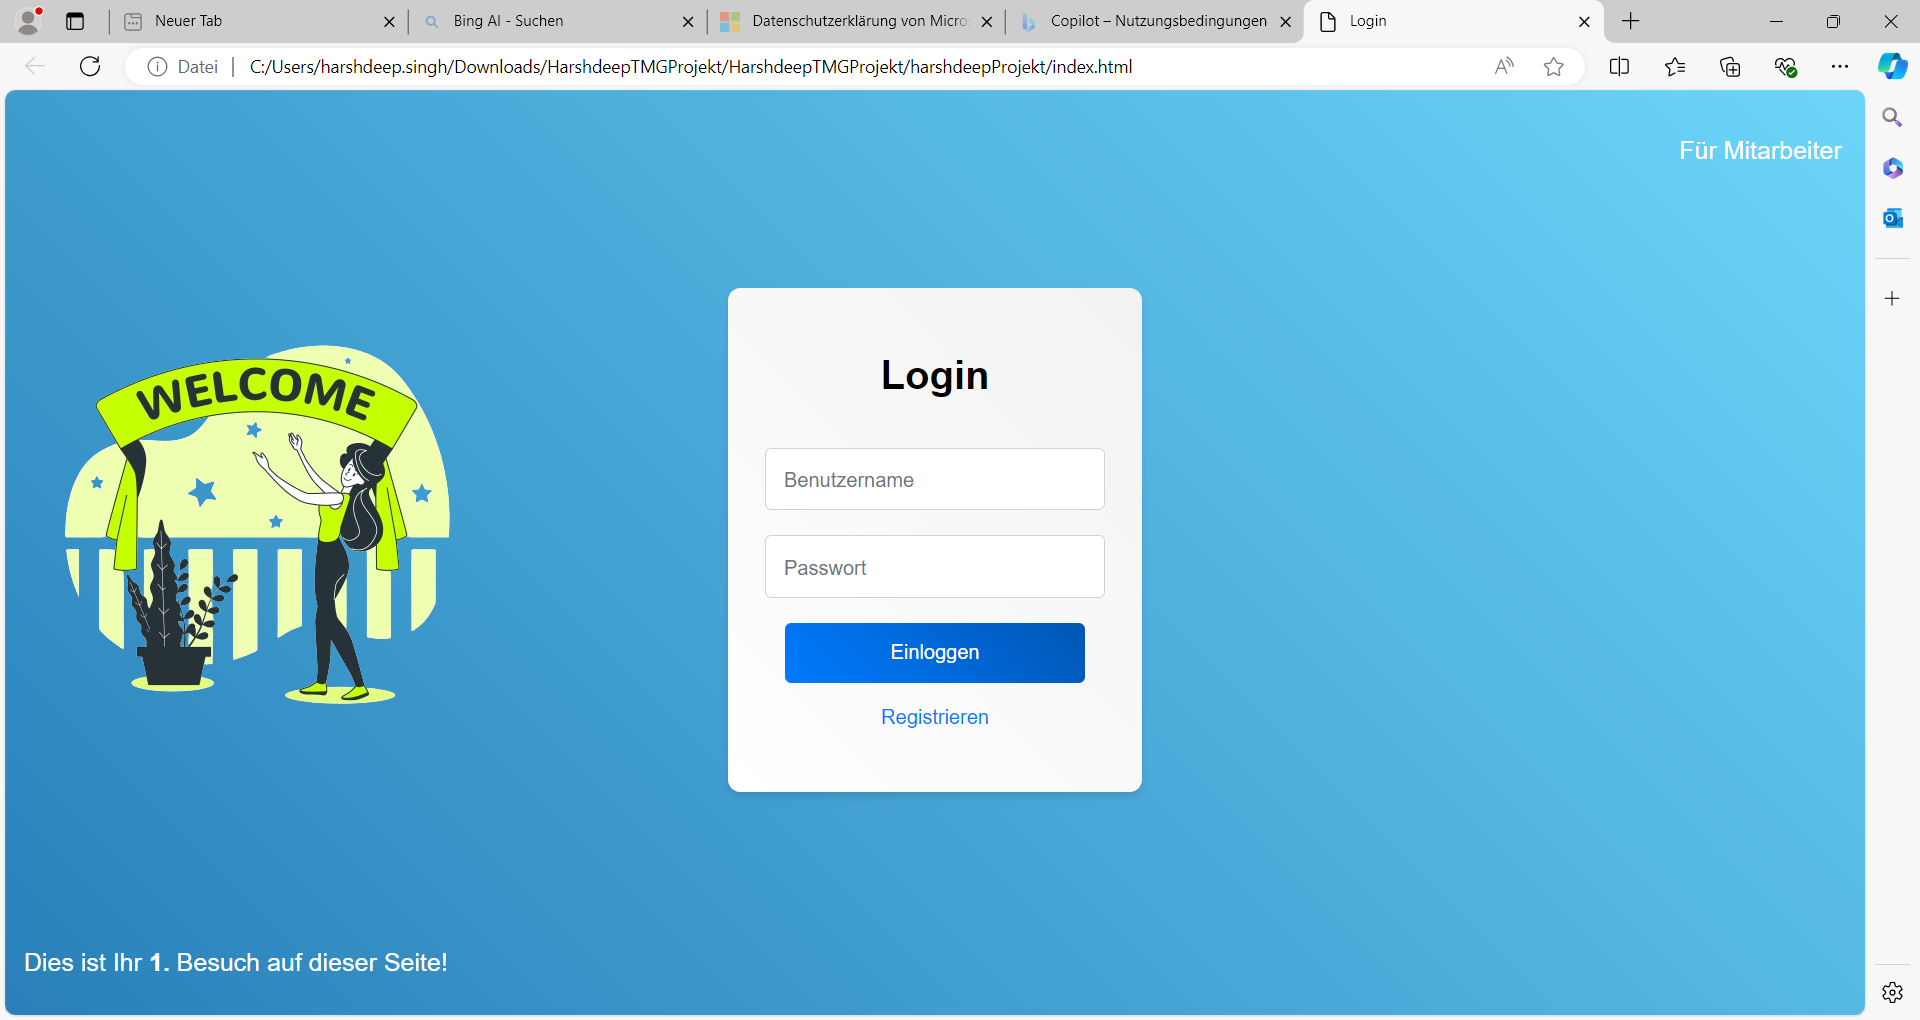 Neuer Tab
Bing AI - Suchen
Datenschutzerklärung von Micro
Copilot – Nutzungsbedingungen
Login
Datei
C:/Users/harshdeep.singh/Downloads/HarshdeepTMGProjekt/HarshdeepTMGProjekt/harshdeepProjekt/index.html
Für Mitarbeiter
WELCOME
Login
Benutzername
Passwort
Einloggen
Registrieren
Dies ist Ihr 1. Besuch auf dieser Seite!